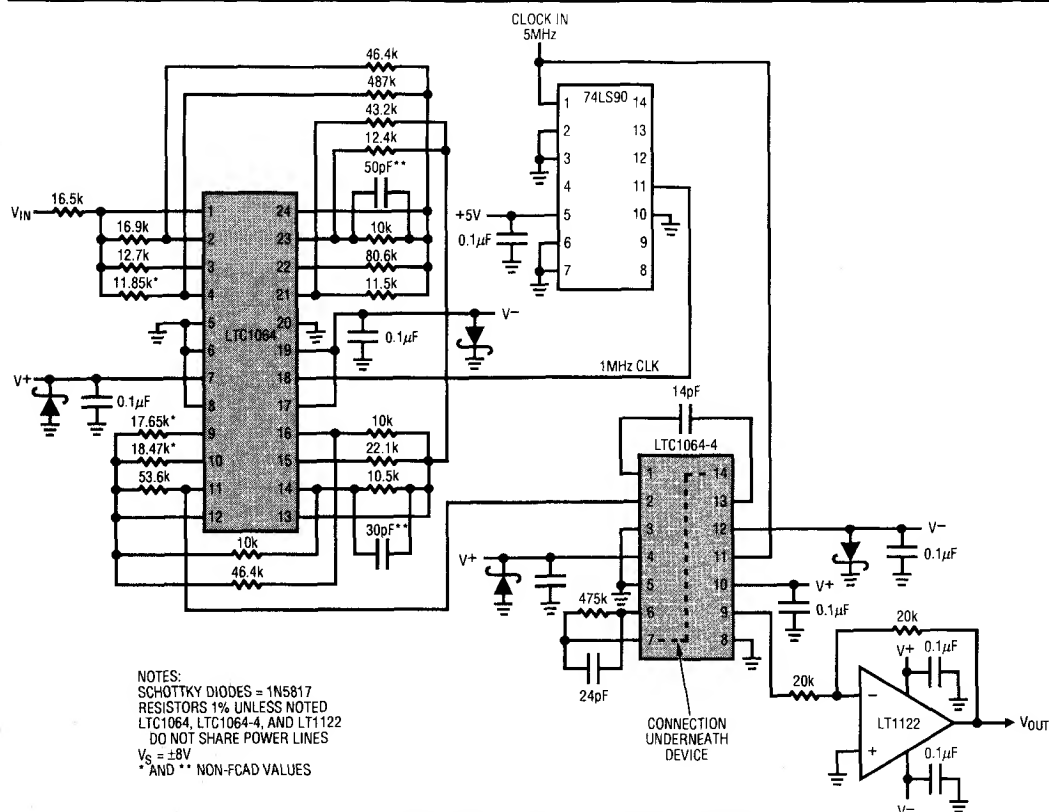 CLOCK IN
5MHz
46.4k
487k
43.2k
12.4k
50pF**
VIN
16.5k
16.9k
12.7k
11.85k*
10k
80.6k
11.5k
1
2
3
4
5
6
7
8
9
10
11
12
24
23
22
21
20
19
18
17
16
15
14
13
LTC1064
V+
0.1µF
0.1µF
V−
1MHz CLK
17.65k*
18.47k*
53.6k
10k
22.1k
10.5k
30pF**
10k
46.4k
74LS90
1
2
3
4
5
6
7
14
13
12
11
10
9
8
+5V
0.1µF
14pF
LTC1064-4
1
2
3
4
5
6
7
14
13
12
11
10
9
8
V+
475k
24pF
V−
0.1µF
V+
0.1µF
CONNECTION
UNDERNEATH
DEVICE
20k
20k
V+
0.1µF
−
+
LT1122
VOUT
0.1µF
V−
NOTES:
SCHOTTKY DIODES = 1N5817
RESISTORS 1% UNLESS NOTED
LTC1064, LTC1064-4, AND LT1122
DO NOT SHARE POWER LINES
VS = ±8V
* AND ** NON-FCAD VALUES